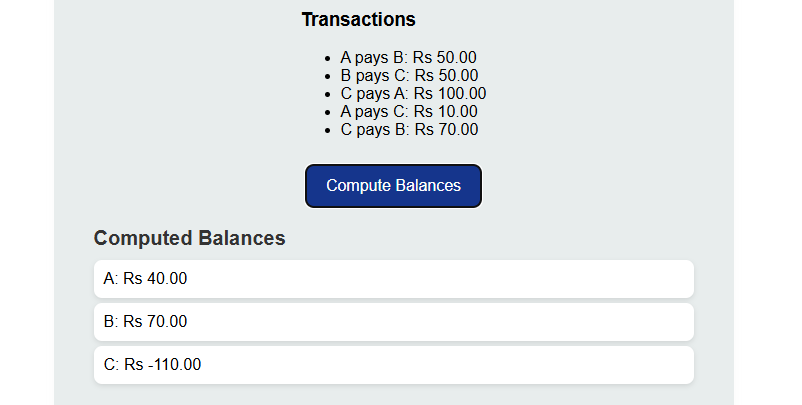 Transactions
A pays B: Rs 50.00
B pays C: Rs 50.00
C pays A: Rs 100.00
A pays C: Rs 10.00
C pays B: Rs 70.00
Compute Balances
Computed Balances
A: Rs 40.00
B: Rs 70.00
C: Rs -110.00